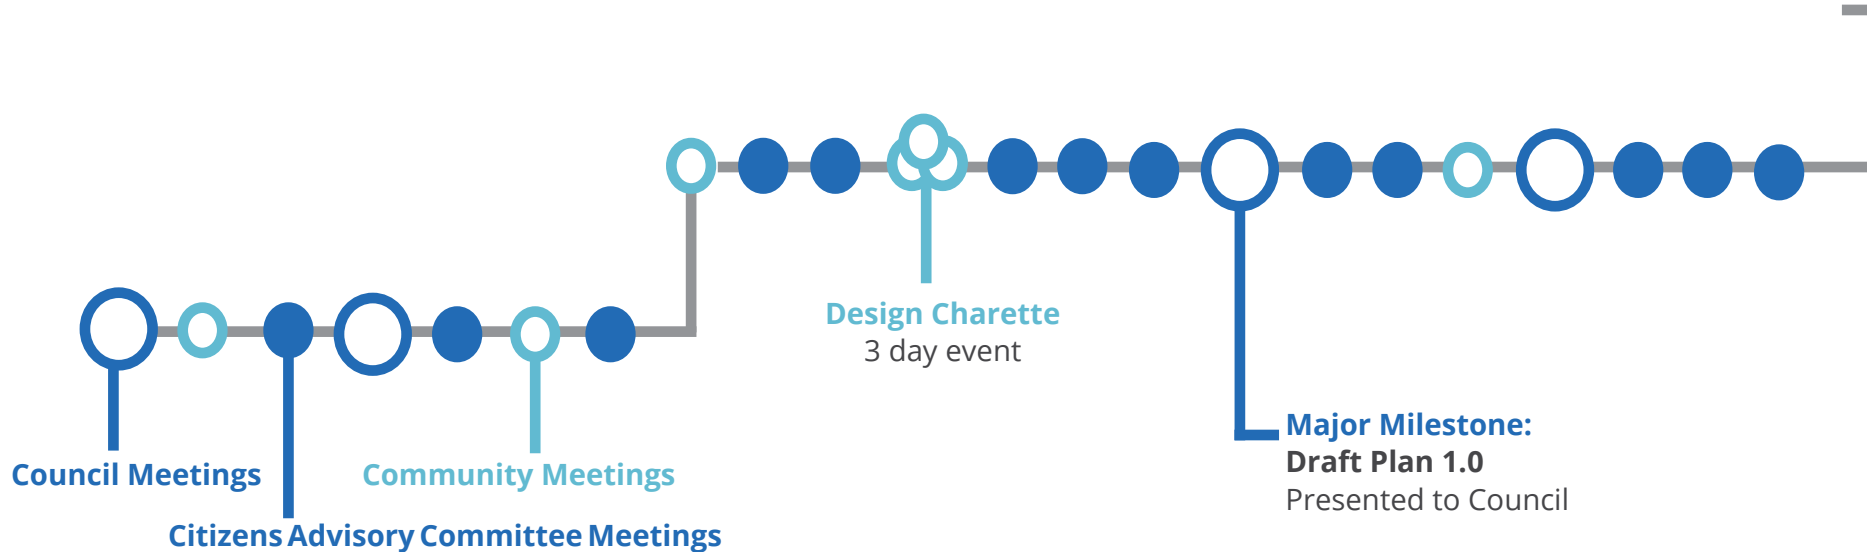 Design Charette
3 day event
Major Milestone:
Draft Plan 1.0
Presented to Council
Council Meetings
Community Meetings
Citizens Advisory Committee Meetings